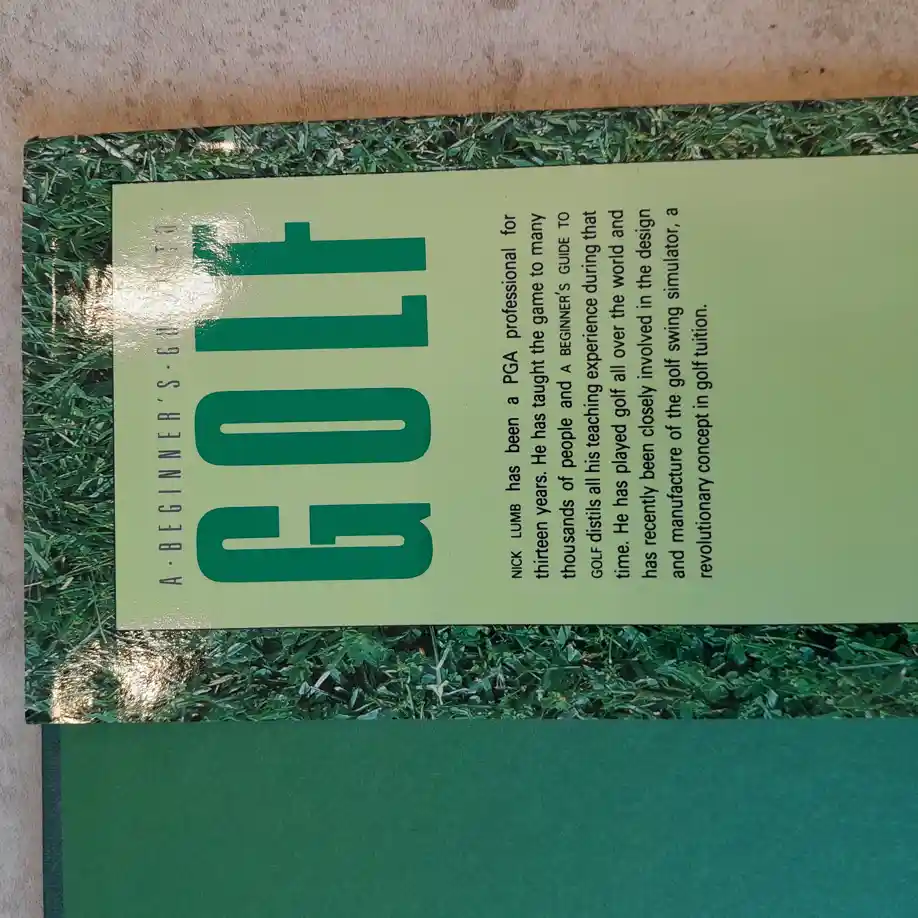 A·BEGINNER'S·GUIDE·TO
GOLF
NICK LUMB has been a PGA professional for
thirteen years. He has taught the game to many
thousands of people and A BEGINNER'S GUIDE TO
GOLF distils all his teaching experience during that
time. He has played golf all over the world and
has recently been closely involved in the design
and manufacture of the golf swing simulator, a
revolutionary concept in golf tuition.